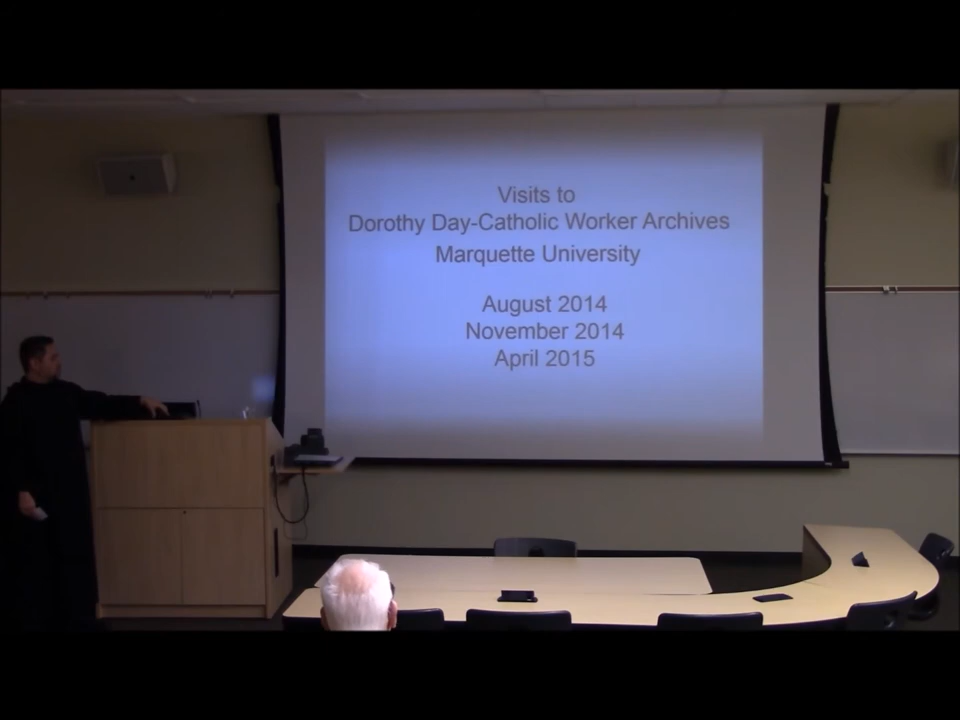 Visits to
Dorothy Day-Catholic Worker Archives
Marquette University
August 2014
November 2014
April 2015